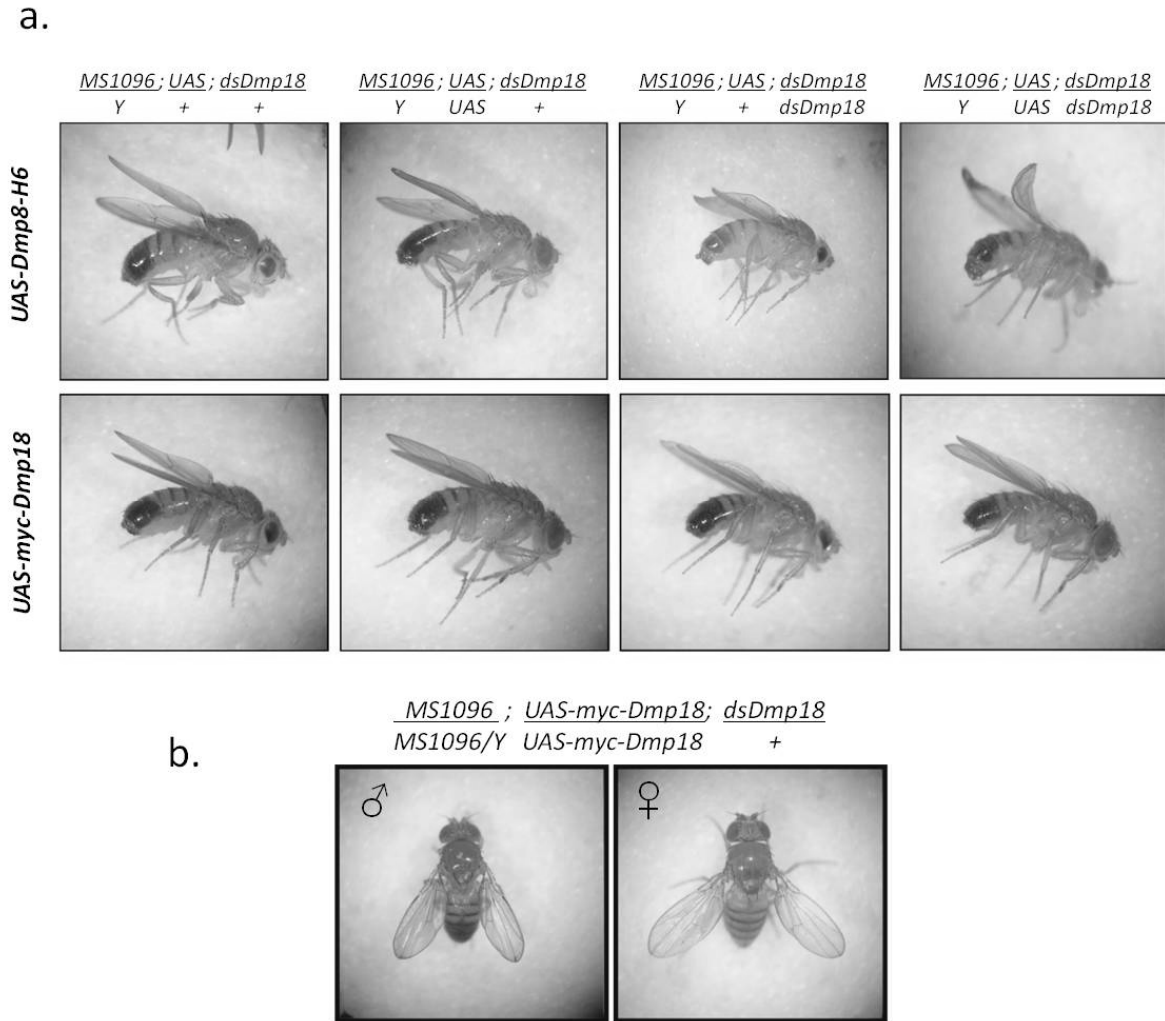 a.
MS1096 ; UAS ; dsDmp18 MS1096 ; UAS ; dsDmp18 MS1096 ; UAS ; dsDmp18 MS1096 ; UAS ; dsDmp18
Y + + Y UAS + Y + dsDmp18 Y UAS dsDmp18
UAS-Dmp8-H6
UAS-myc-Dmp18
MS1096 ; UAS-myc-Dmp18; dsDmp18
MS1096/Y UAS-myc-Dmp18 +
b.
♂ ♀